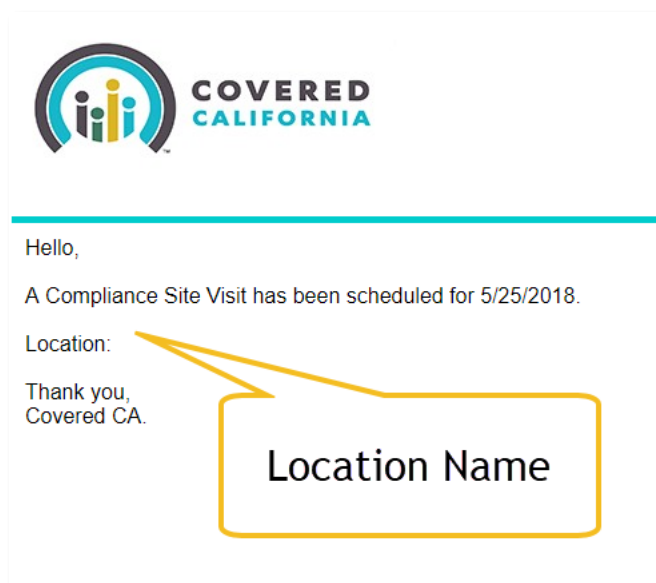 COVERED
CALIFORNIA
TM
Hello,
A Compliance Site Visit has been scheduled for 5/25/2018.
Location:
Thank you,
Covered CA.
Location Name